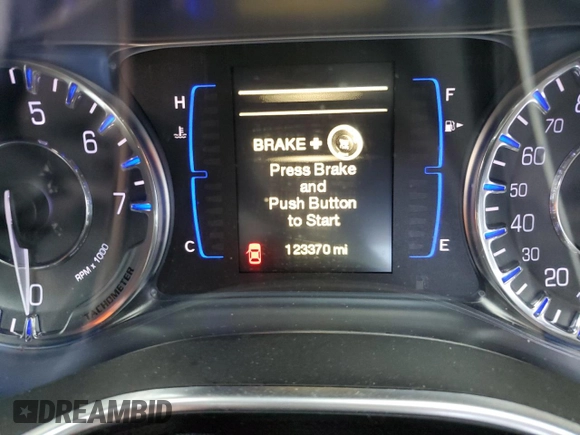 5
6
7
0
RPM x 1000
TACHOMETER
H
C
BRAKE +
Press Brake
and
Push Button
to Start
123370 mi
F
E
80
70
60
50
40
30
20
DREAMBID